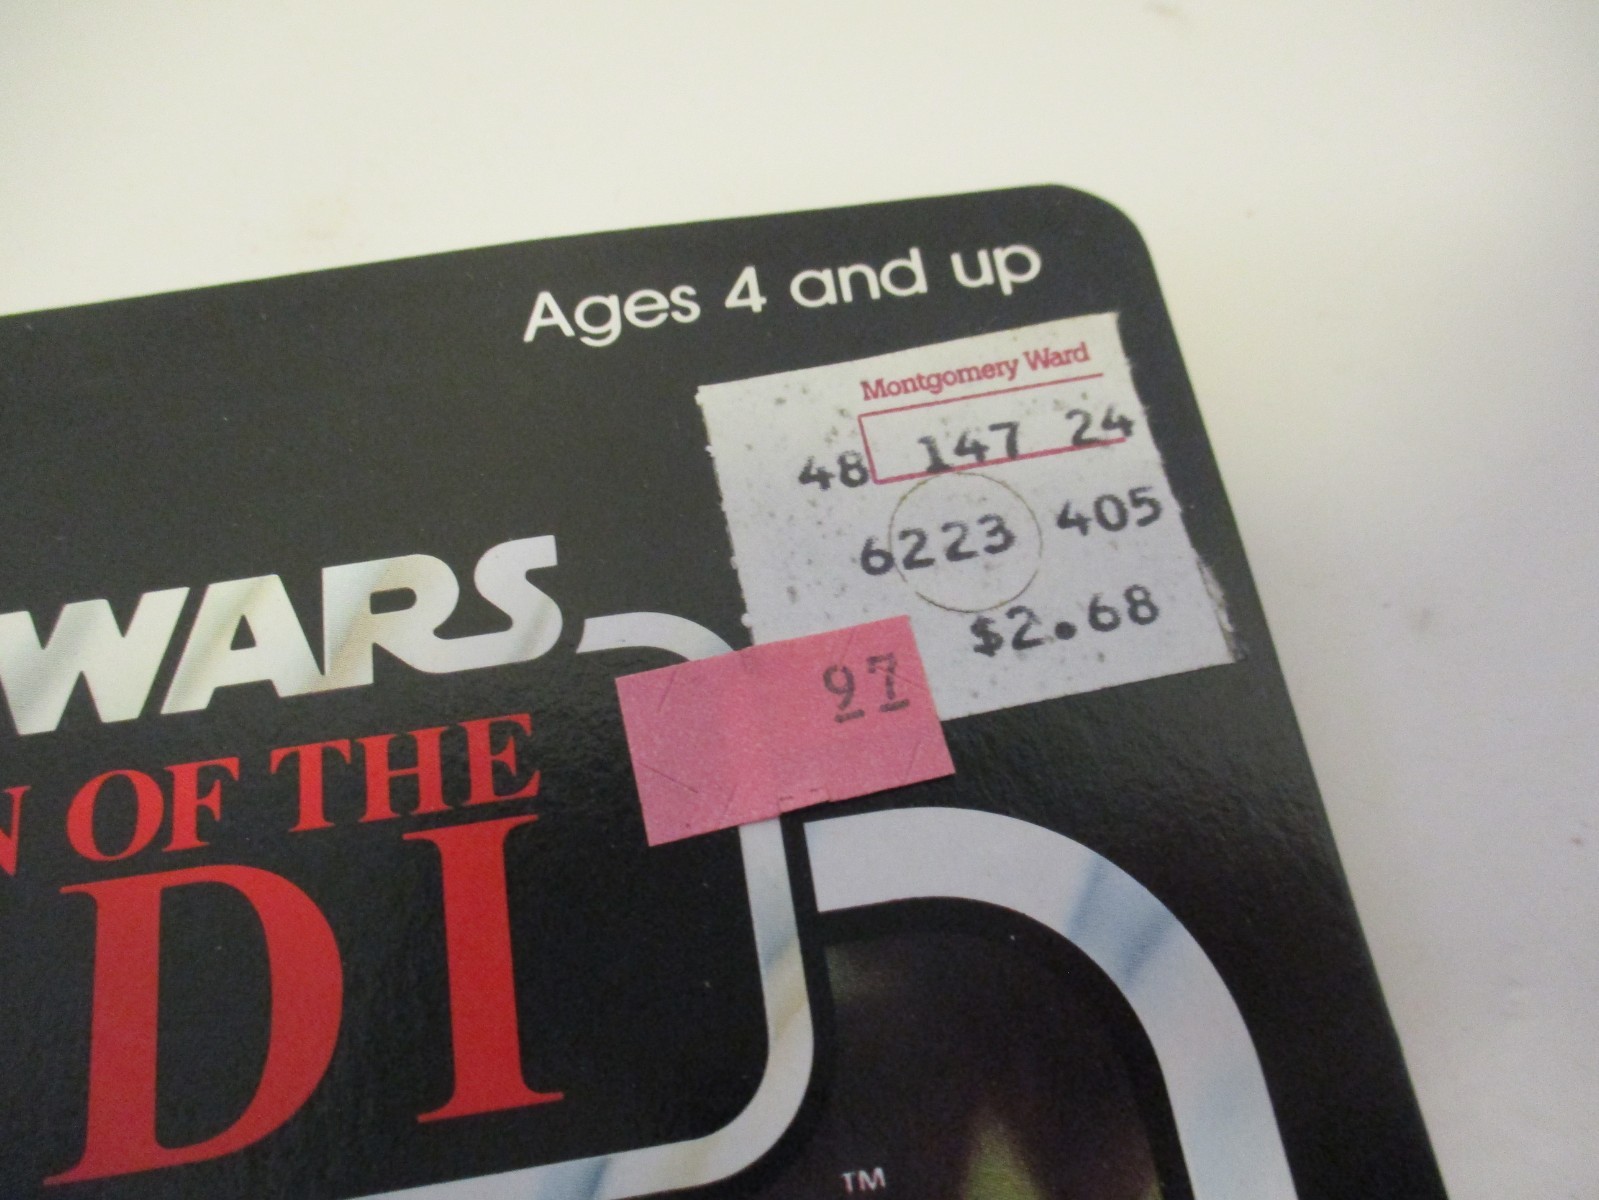 Ages 4 and up
Montgomery Ward
48 147 24
6223 405
$2.68
97
WARS
N OF THE
DI
TM